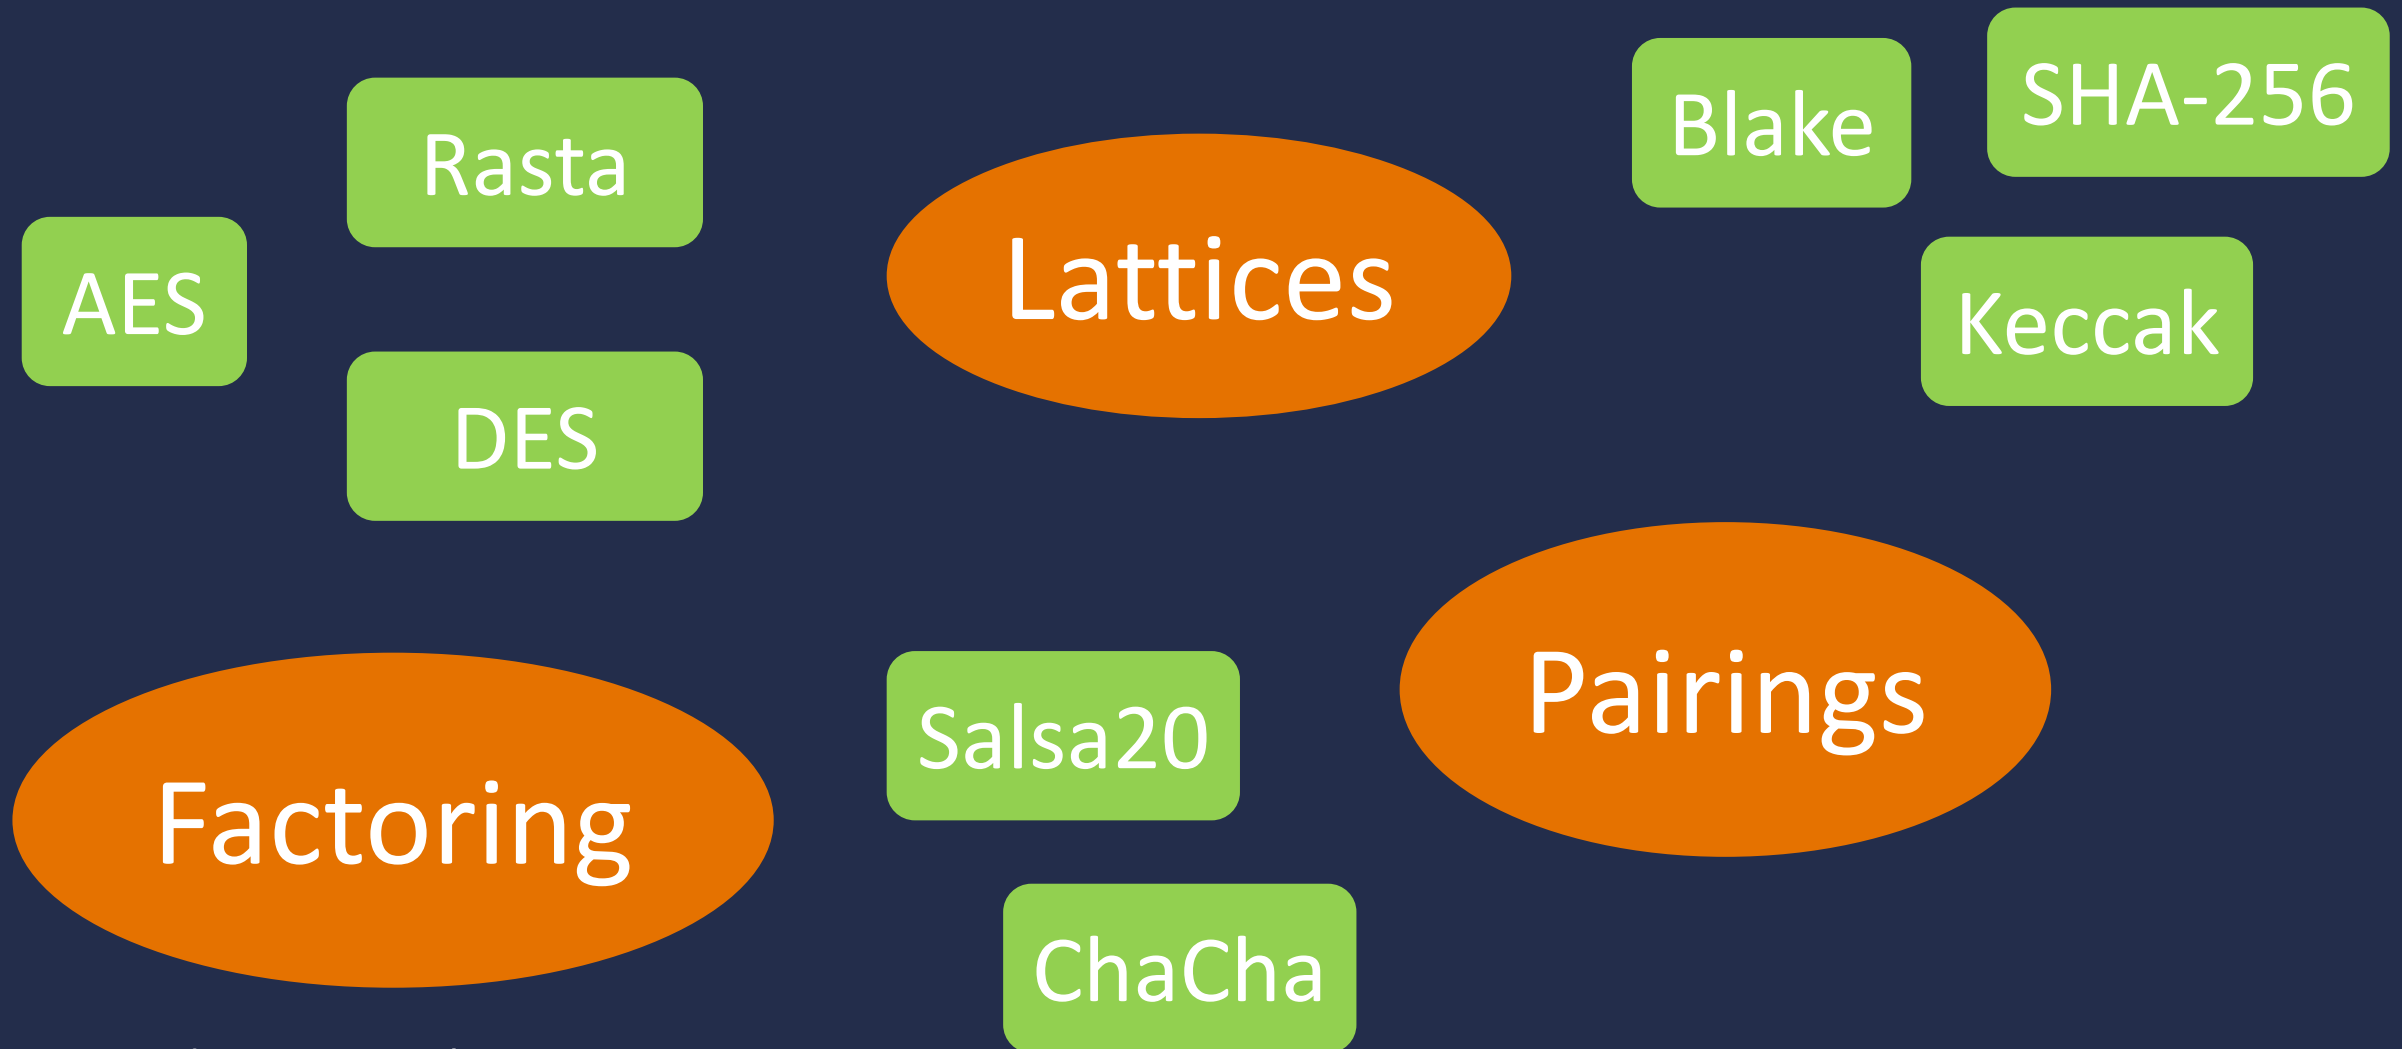 SHA-256
Blake
Rasta
Lattices
AES
Keccak
DES
Pairings
Salsa20
Factoring
ChaCha